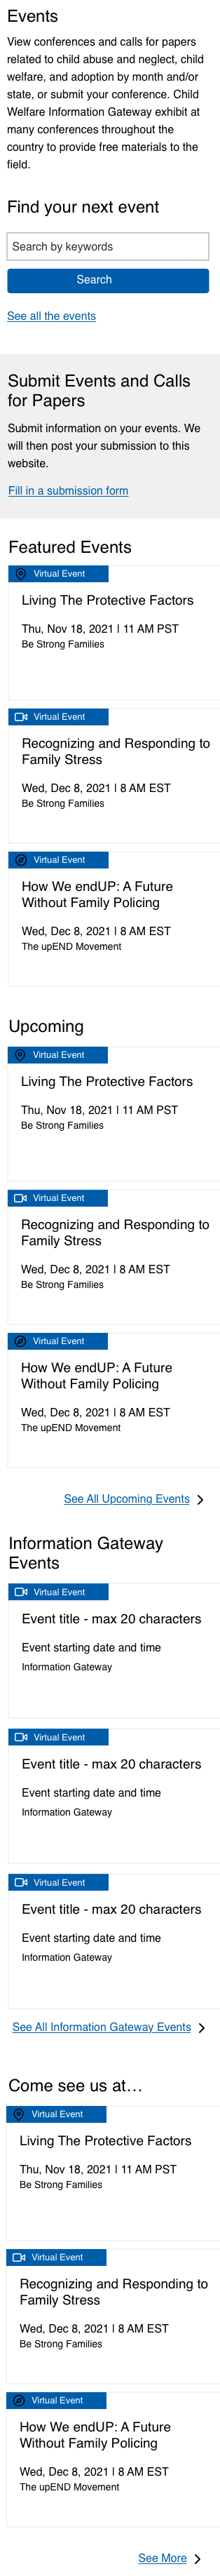 Events
View conferences and calls for papers
related to child abuse and neglect, child
welfare, and adoption by month and/or
state, or submit your conference. Child
Welfare Information Gateway exhibit at
many conferences throughout the
country to provide free materials to the
field.
Find your next event
Search by keywords
Search
See all the events
Submit Events and Calls
for Papers
Submit information on your events. We
will then post your submission to this
website.
Fill in a submission form
Featured Events
Virtual Event
Living The Protective Factors
Thu, Nov 18, 2021 | 11 AM PST
Be Strong Families
Virtual Event
Recognizing and Responding to
Family Stress
Wed, Dec 8, 2021 | 8 AM EST
Be Strong Families
Virtual Event
How We endUP: A Future
Without Family Policing
Wed, Dec 8, 2021 | 8 AM EST
The upEND Movement
Upcoming
Virtual Event
Living The Protective Factors
Thu, Nov 18, 2021 | 11 AM PST
Be Strong Families
Virtual Event
Recognizing and Responding to
Family Stress
Wed, Dec 8, 2021 | 8 AM EST
Be Strong Families
Virtual Event
How We endUP: A Future
Without Family Policing
Wed, Dec 8, 2021 | 8 AM EST
The upEND Movement
See All Upcoming Events
Information Gateway
Events
Virtual Event
Event title - max 20 characters
Event starting date and time
Information Gateway
Virtual Event
Event title - max 20 characters
Event starting date and time
Information Gateway
Virtual Event
Event title - max 20 characters
Event starting date and time
Information Gateway
See All Information Gateway Events
Come see us at…
Virtual Event
Living The Protective Factors
Thu, Nov 18, 2021 | 11 AM PST
Be Strong Families
Virtual Event
Recognizing and Responding to
Family Stress
Wed, Dec 8, 2021 | 8 AM EST
Be Strong Families
Virtual Event
How We endUP: A Future
Without Family Policing
Wed, Dec 8, 2021 | 8 AM EST
The upEND Movement
See More